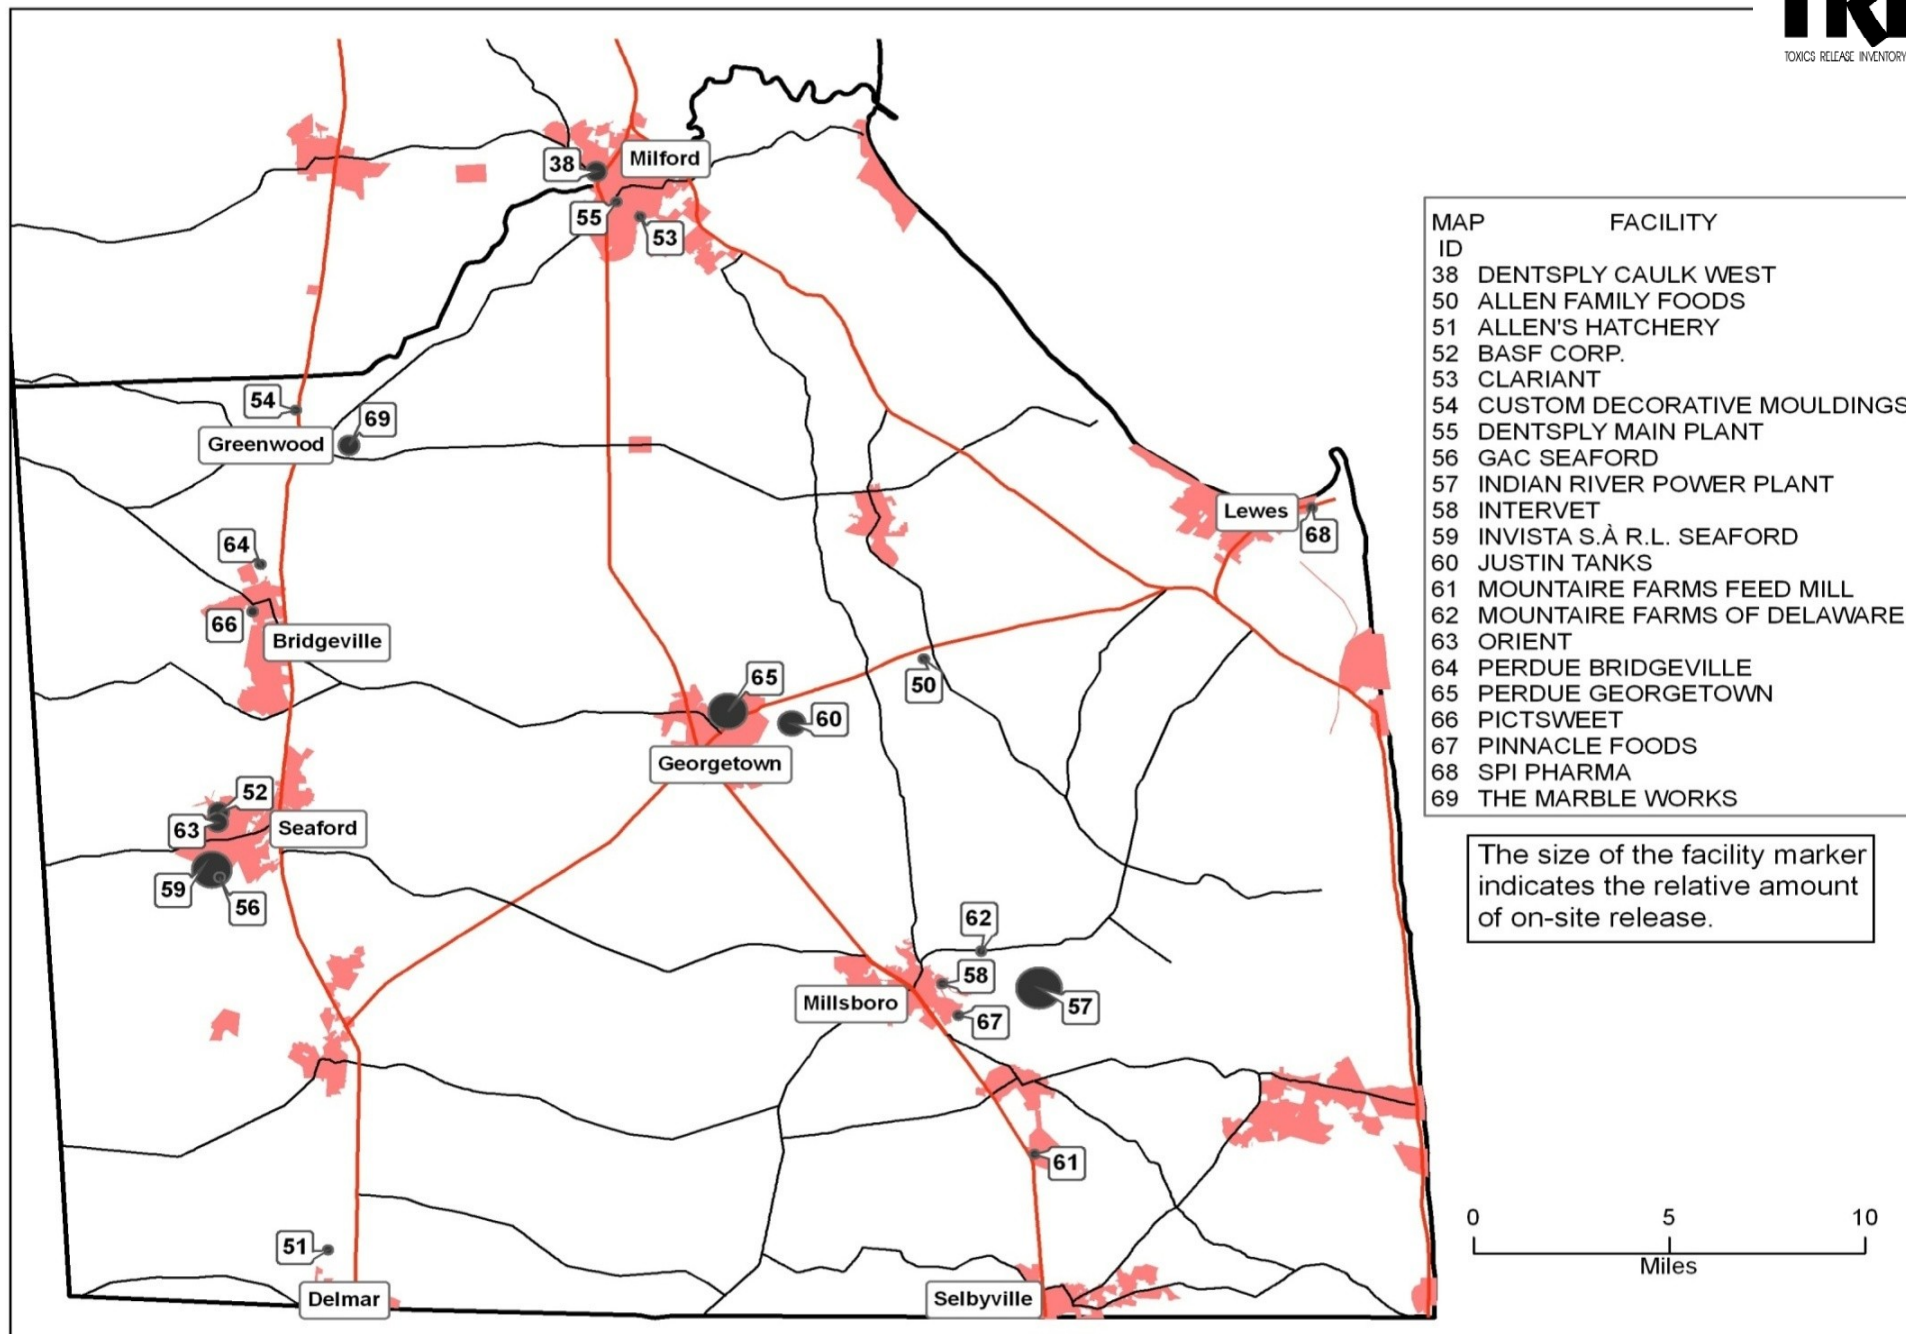 TRI
TOXICS RELEASE INVENTORY
38
Milford
55
53
54
69
Greenwood
Lewes
68
64
66
Bridgeville
65
50
60
Georgetown
52
63
Seaford
59
56
62
58
Millsboro
57
67
61
51
Delmar
Selbyville
MAP FACILITY
ID
38 DENTSPLY CAULK WEST
50 ALLEN FAMILY FOODS
51 ALLEN'S HATCHERY
52 BASF CORP.
53 CLARIANT
54 CUSTOM DECORATIVE MOULDINGS
55 DENTSPLY MAIN PLANT
56 GAC SEAFORD
57 INDIAN RIVER POWER PLANT
58 INTERVET
59 INVISTA S.À R.L. SEAFORD
60 JUSTIN TANKS
61 MOUNTAIRE FARMS FEED MILL
62 MOUNTAIRE FARMS OF DELAWARE
63 ORIENT
64 PERDUE BRIDGEVILLE
65 PERDUE GEORGETOWN
66 PICTSWEET
67 PINNACLE FOODS
68 SPI PHARMA
69 THE MARBLE WORKS
The size of the facility marker
indicates the relative amount
of on-site release.
0 5 10
Miles